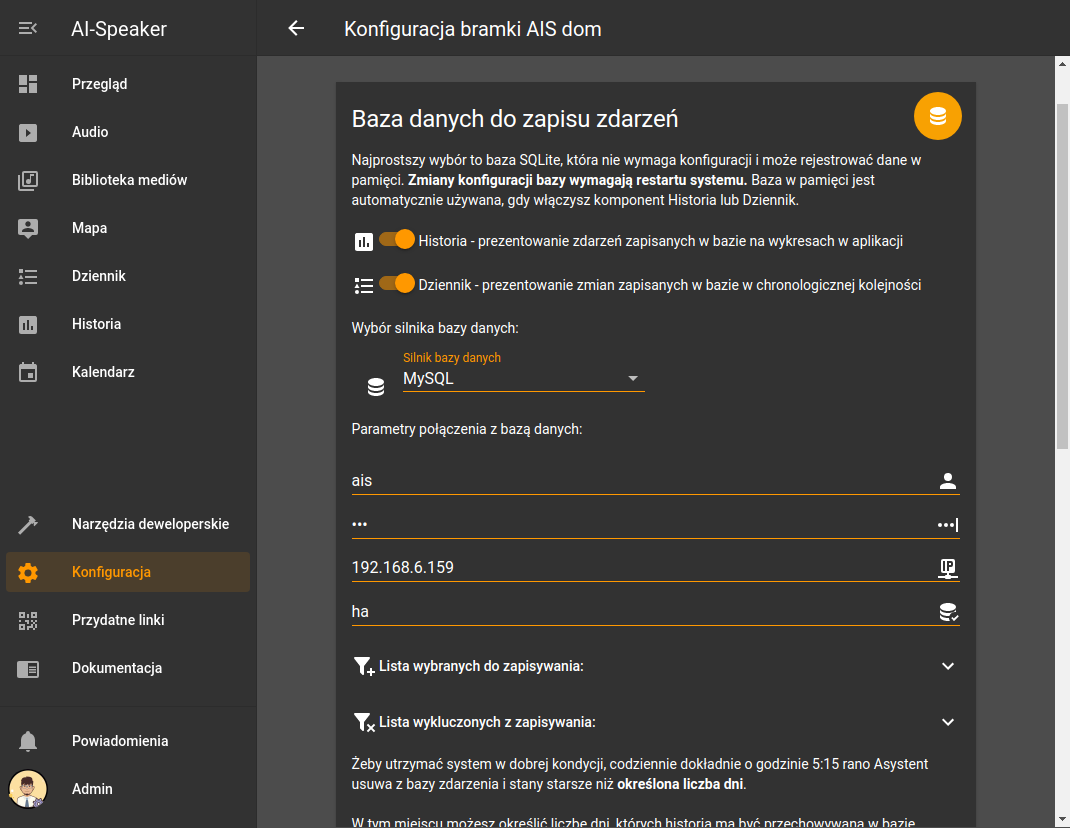 AI-Speaker
Konfiguracja bramki AIS dom
Przegląd
Audio
Biblioteka mediów
Mapa
Dziennik
Historia
Kalendarz
Narzędzia deweloperskie
Konfiguracja
Przydatne linki
Dokumentacja
Powiadomienia
Admin
Baza danych do zapisu zdarzeń
Najprostszy wybór to baza SQLite, która nie wymaga konfiguracji i może rejestrować dane w
pamięci. Zmiany konfiguracji bazy wymagają restartu systemu. Baza w pamięci jest
automatycznie używana, gdy włączysz komponent Historia lub Dziennik.
Historia - prezentowanie zdarzeń zapisanych w bazie na wykresach w aplikacji
Dziennik - prezentowanie zmian zapisanych w bazie w chronologicznej kolejności
Wybór silnika bazy danych:
Silnik bazy danych
MySQL
Parametry połączenia z bazą danych:
ais
•••
192.168.6.159
IP
ha
Lista wybranych do zapisywania:
Lista wykluczonych z zapisywania:
Żeby utrzymać system w dobrej kondycji, codziennie dokładnie o godzinie 5:15 rano Asystent
usuwa z bazy zdarzenia i stany starsze niż określona liczba dni.
W tym miejscu możesz określić liczbę dni, których historia ma być przechowywana w bazie